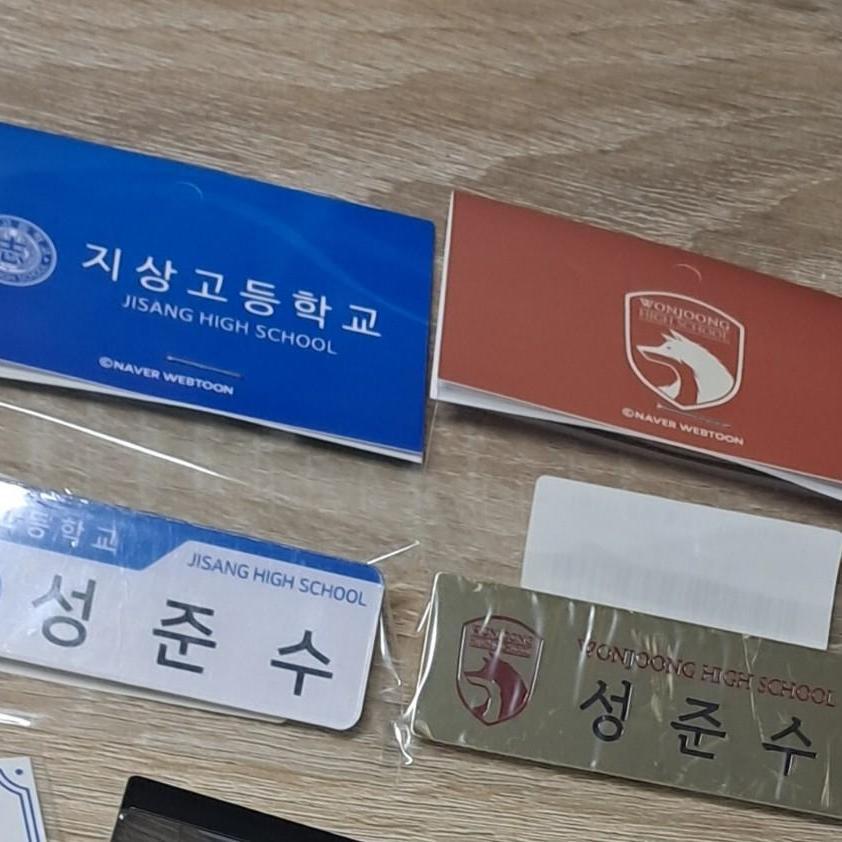 지상고등학교
JISANG HIGH SCHOOL
©NAVER WEBTOON
WONJOONG
HIGH SCHOOL
©NAVER WEBTOON
등학교
JISANG HIGH SCHOOL
성준수
WONJOONG HIGH SCHOOL
성준수